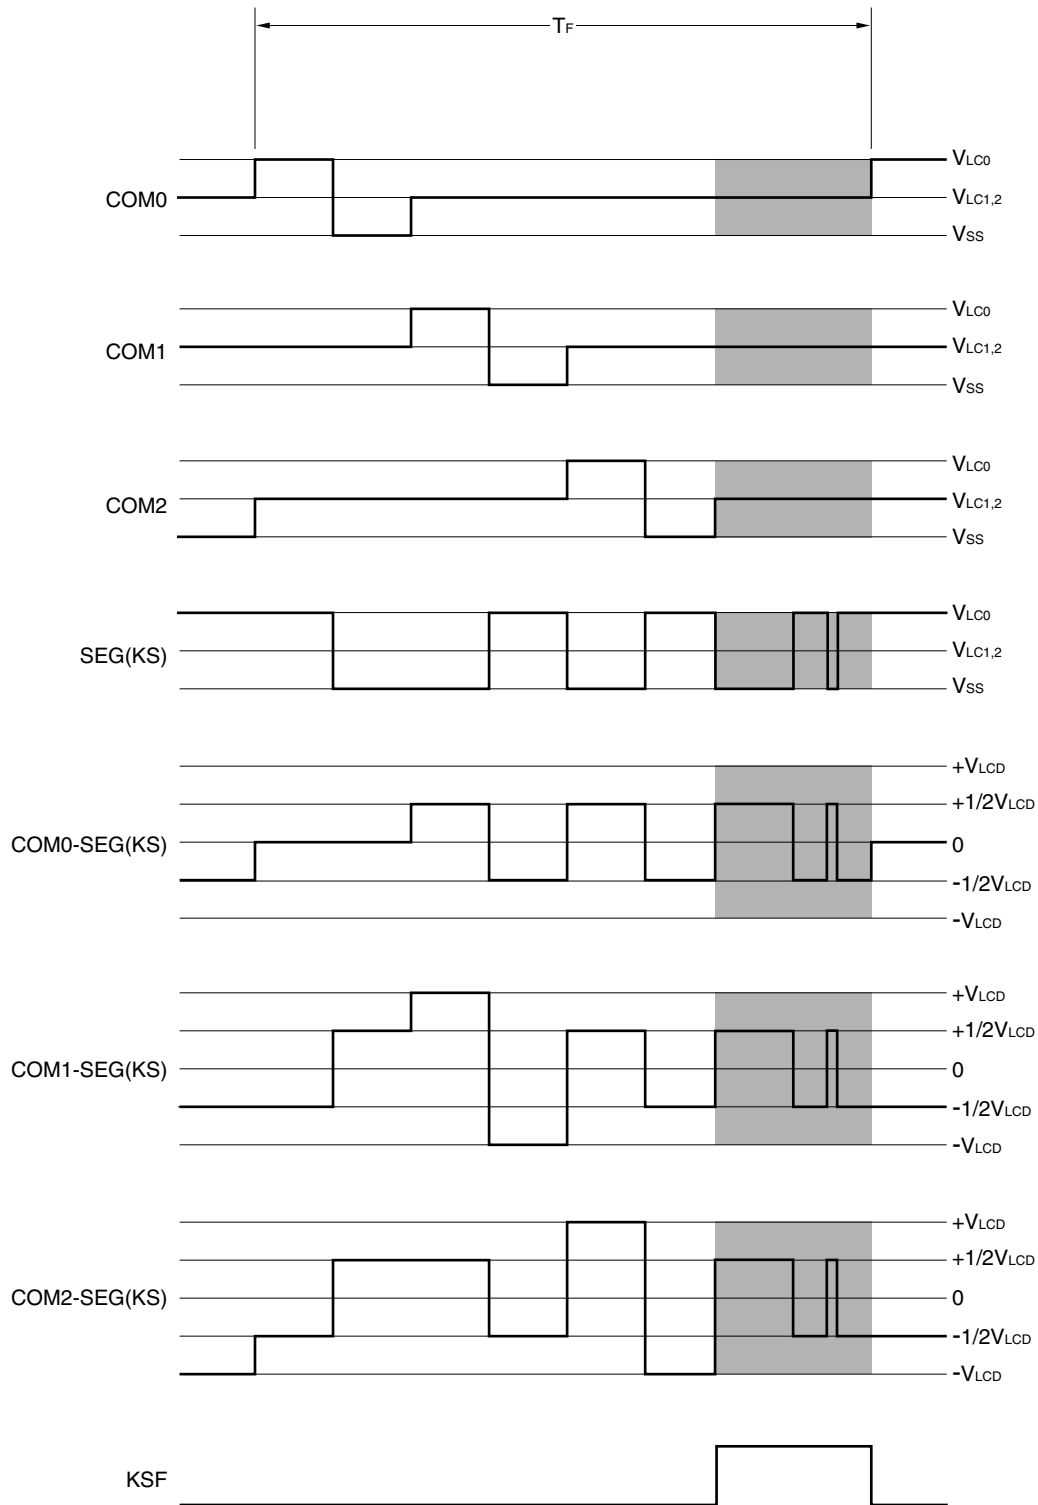 TF
VLC0
COM0
VLC1,2
VSS
VLC0
COM1
VLC1,2
VSS
VLC0
COM2
VLC1,2
VSS
VLC0
SEG(KS)
VLC1,2
VSS
+VLCD
+1/2VLCD
COM0-SEG(KS)
0
-1/2VLCD
-VLCD
+VLCD
+1/2VLCD
COM1-SEG(KS)
0
-1/2VLCD
-VLCD
+VLCD
+1/2VLCD
COM2-SEG(KS)
0
-1/2VLCD
-VLCD
KSF